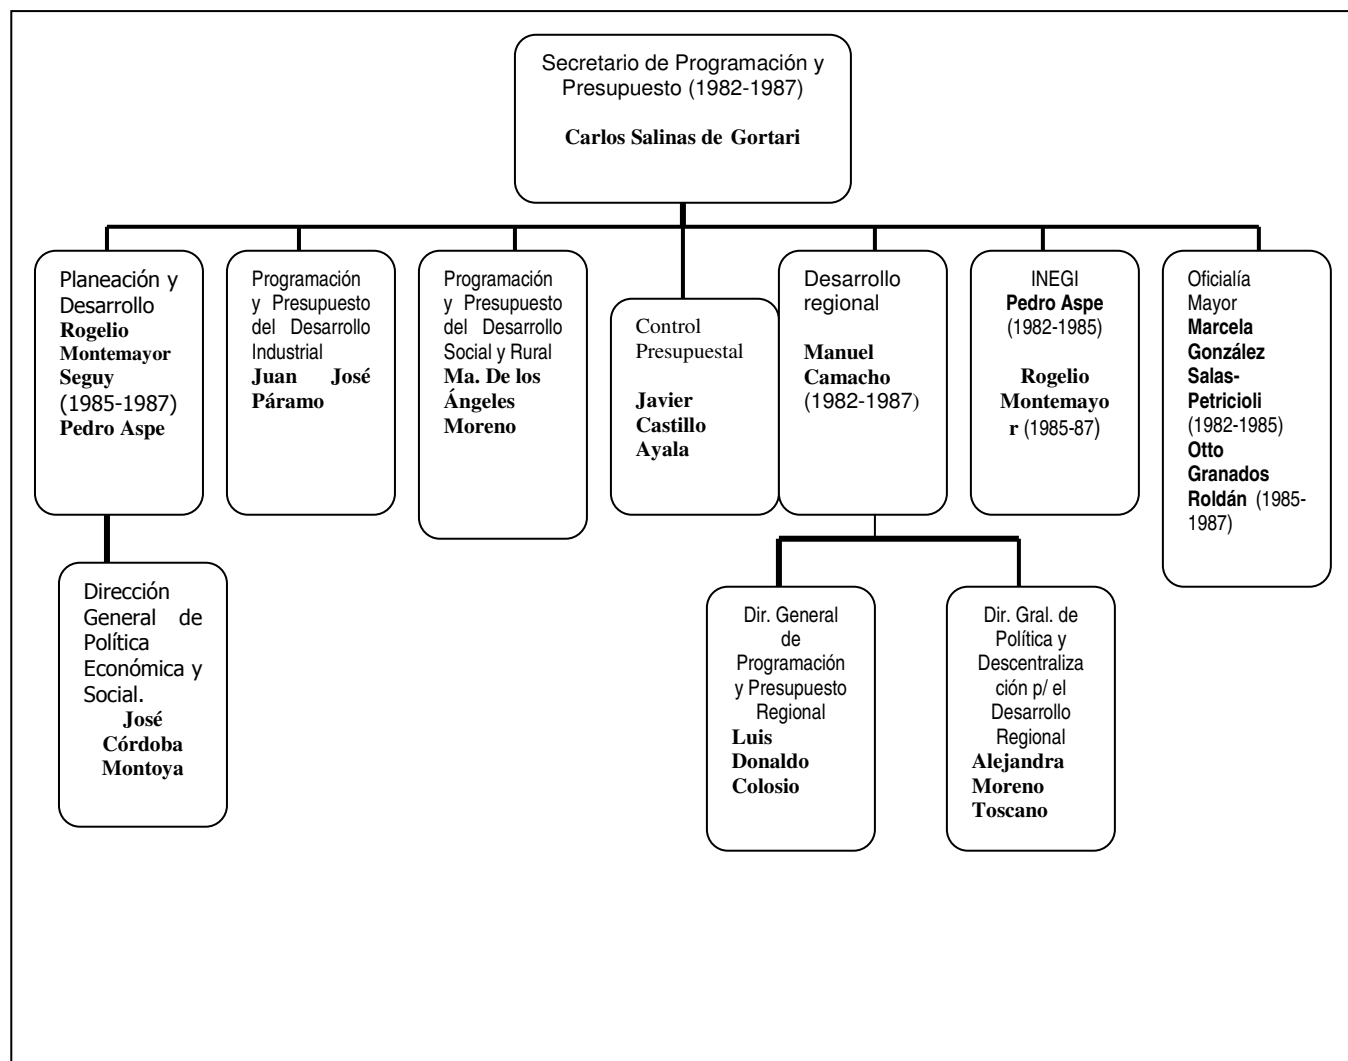 Secretario de Programación y
Presupuesto (1982-1987)
Carlos Salinas de Gortari
Planeación y
Desarrollo
Rogelio
Montemayor
Seguy
(1985-1987)
Pedro Aspe
Programación
y Presupuesto
del Desarrollo
Industrial
Juan José
Páramo
Programación
y Presupuesto
del Desarrollo
Social y Rural
Ma. De los
Ángeles
Moreno
Control
Presupuestal
Javier
Castillo
Ayala
Desarrollo
regional
Manuel
Camacho
(1982-1987)
INEGI
Pedro Aspe
(1982-1985)
Rogelio
Montemayo
r (1985-87)
Oficialía
Mayor
Marcela
González
Salas-
Petricioli
(1982-1985)
Otto
Granados
Roldán (1985-
1987)
Dirección
General de
Política
Económica y
Social.
José
Córdoba
Montoya
Dir. General
de
Programación
y Presupuesto
Regional
Luis
Donaldo
Colosio
Dir. Gral. de
Política y
Descentraliza
ción p/ el
Desarrollo
Regional
Alejandra
Moreno
Toscano